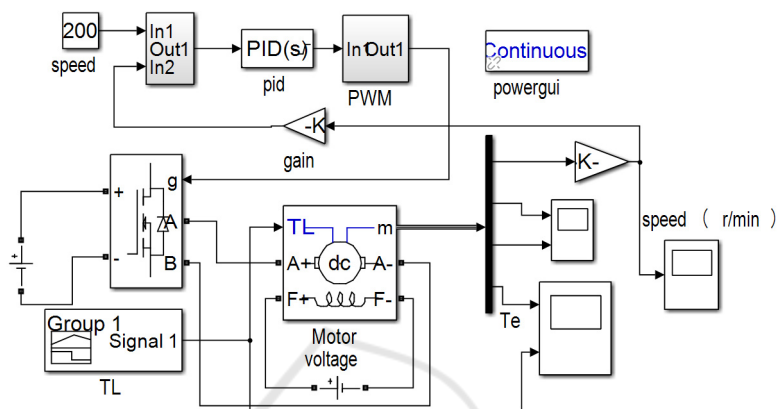 200
speed
In1
Out1
In2
PID(s)
pid
In1 Out1
PWM
Continuous
powergui
-K
gain
K-
speed ( r/min )
+
g
A
-
B
TL
m
A+
dc
A-
F+
F-
Motor
voltage
+
+
Te
Group 1
Signal 1
TL